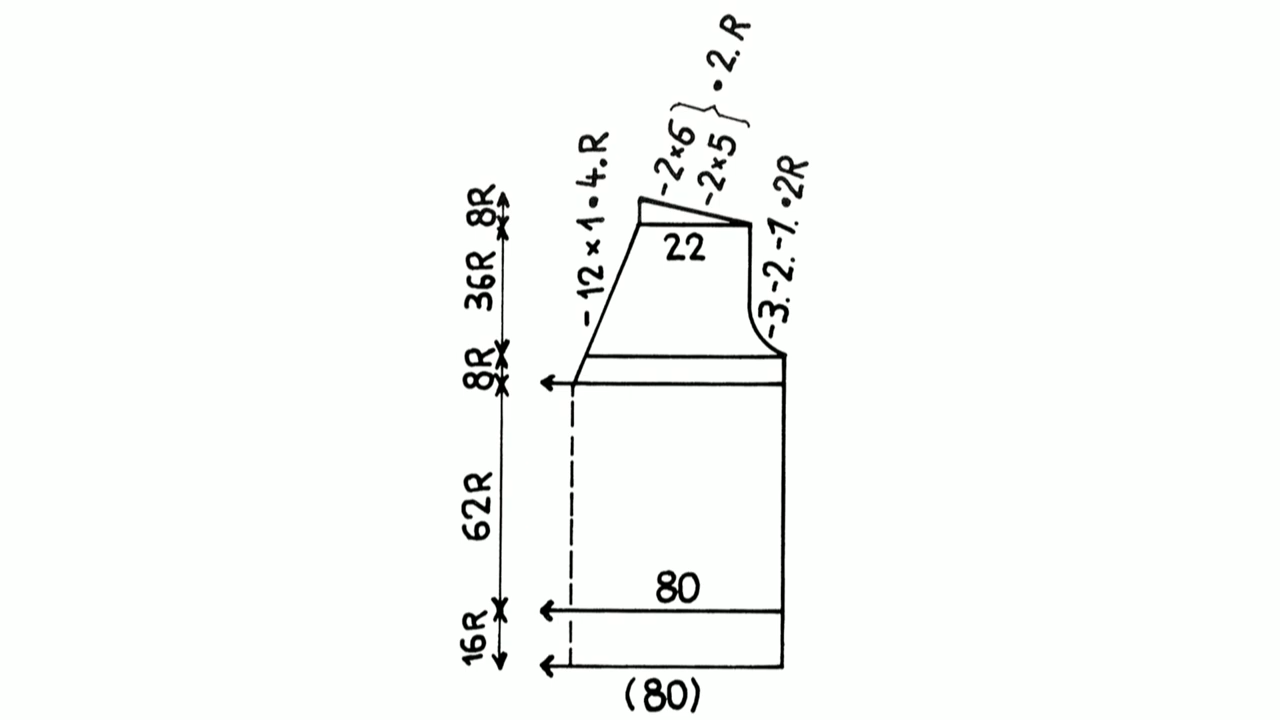 -2×6
-2×5
} • 2. R
-12 × 1 • 4. R
-3.-2.-1. •2R
8R
36R
8R
62R
16R
22
80
(80)